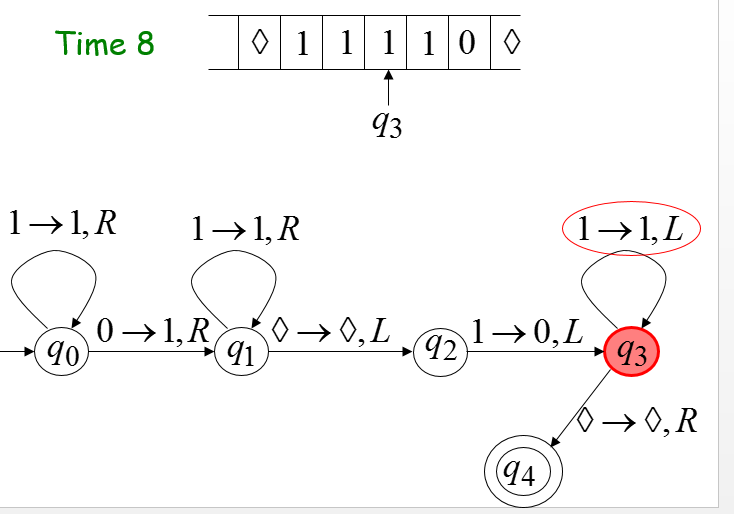 Time 8
◊ 1 1 1 1 0 ◊
q3
1 → 1, R
1 → 1, R
1 → 1, L
q0
0 → 1, R
q1
◊ → ◊, L
q2
1 → 0, L
q3
◊ → ◊, R
q4